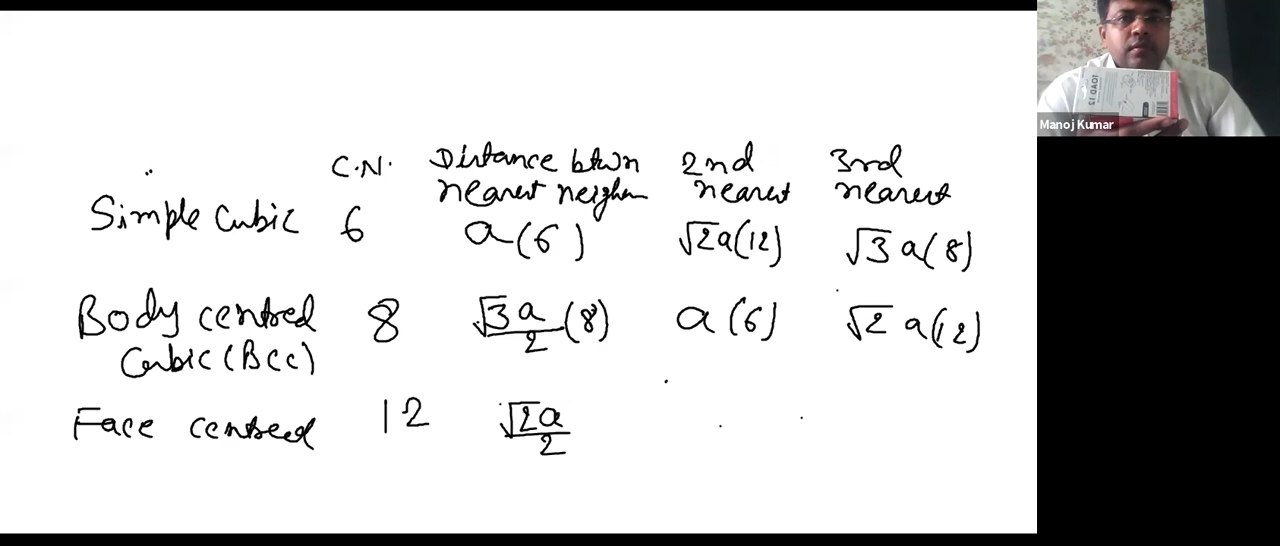 C.N. Distance btwn 2nd 3rd
nearest neighbn nearest nearest
Simple Cubic 6 a(6) √2a(12) √3 a(8)
Body centred 8 √3a/2 (8) a(6) √2 a(12)
Cubic(BCC)
Face centred 12 √2a/2
Manoj Kumar